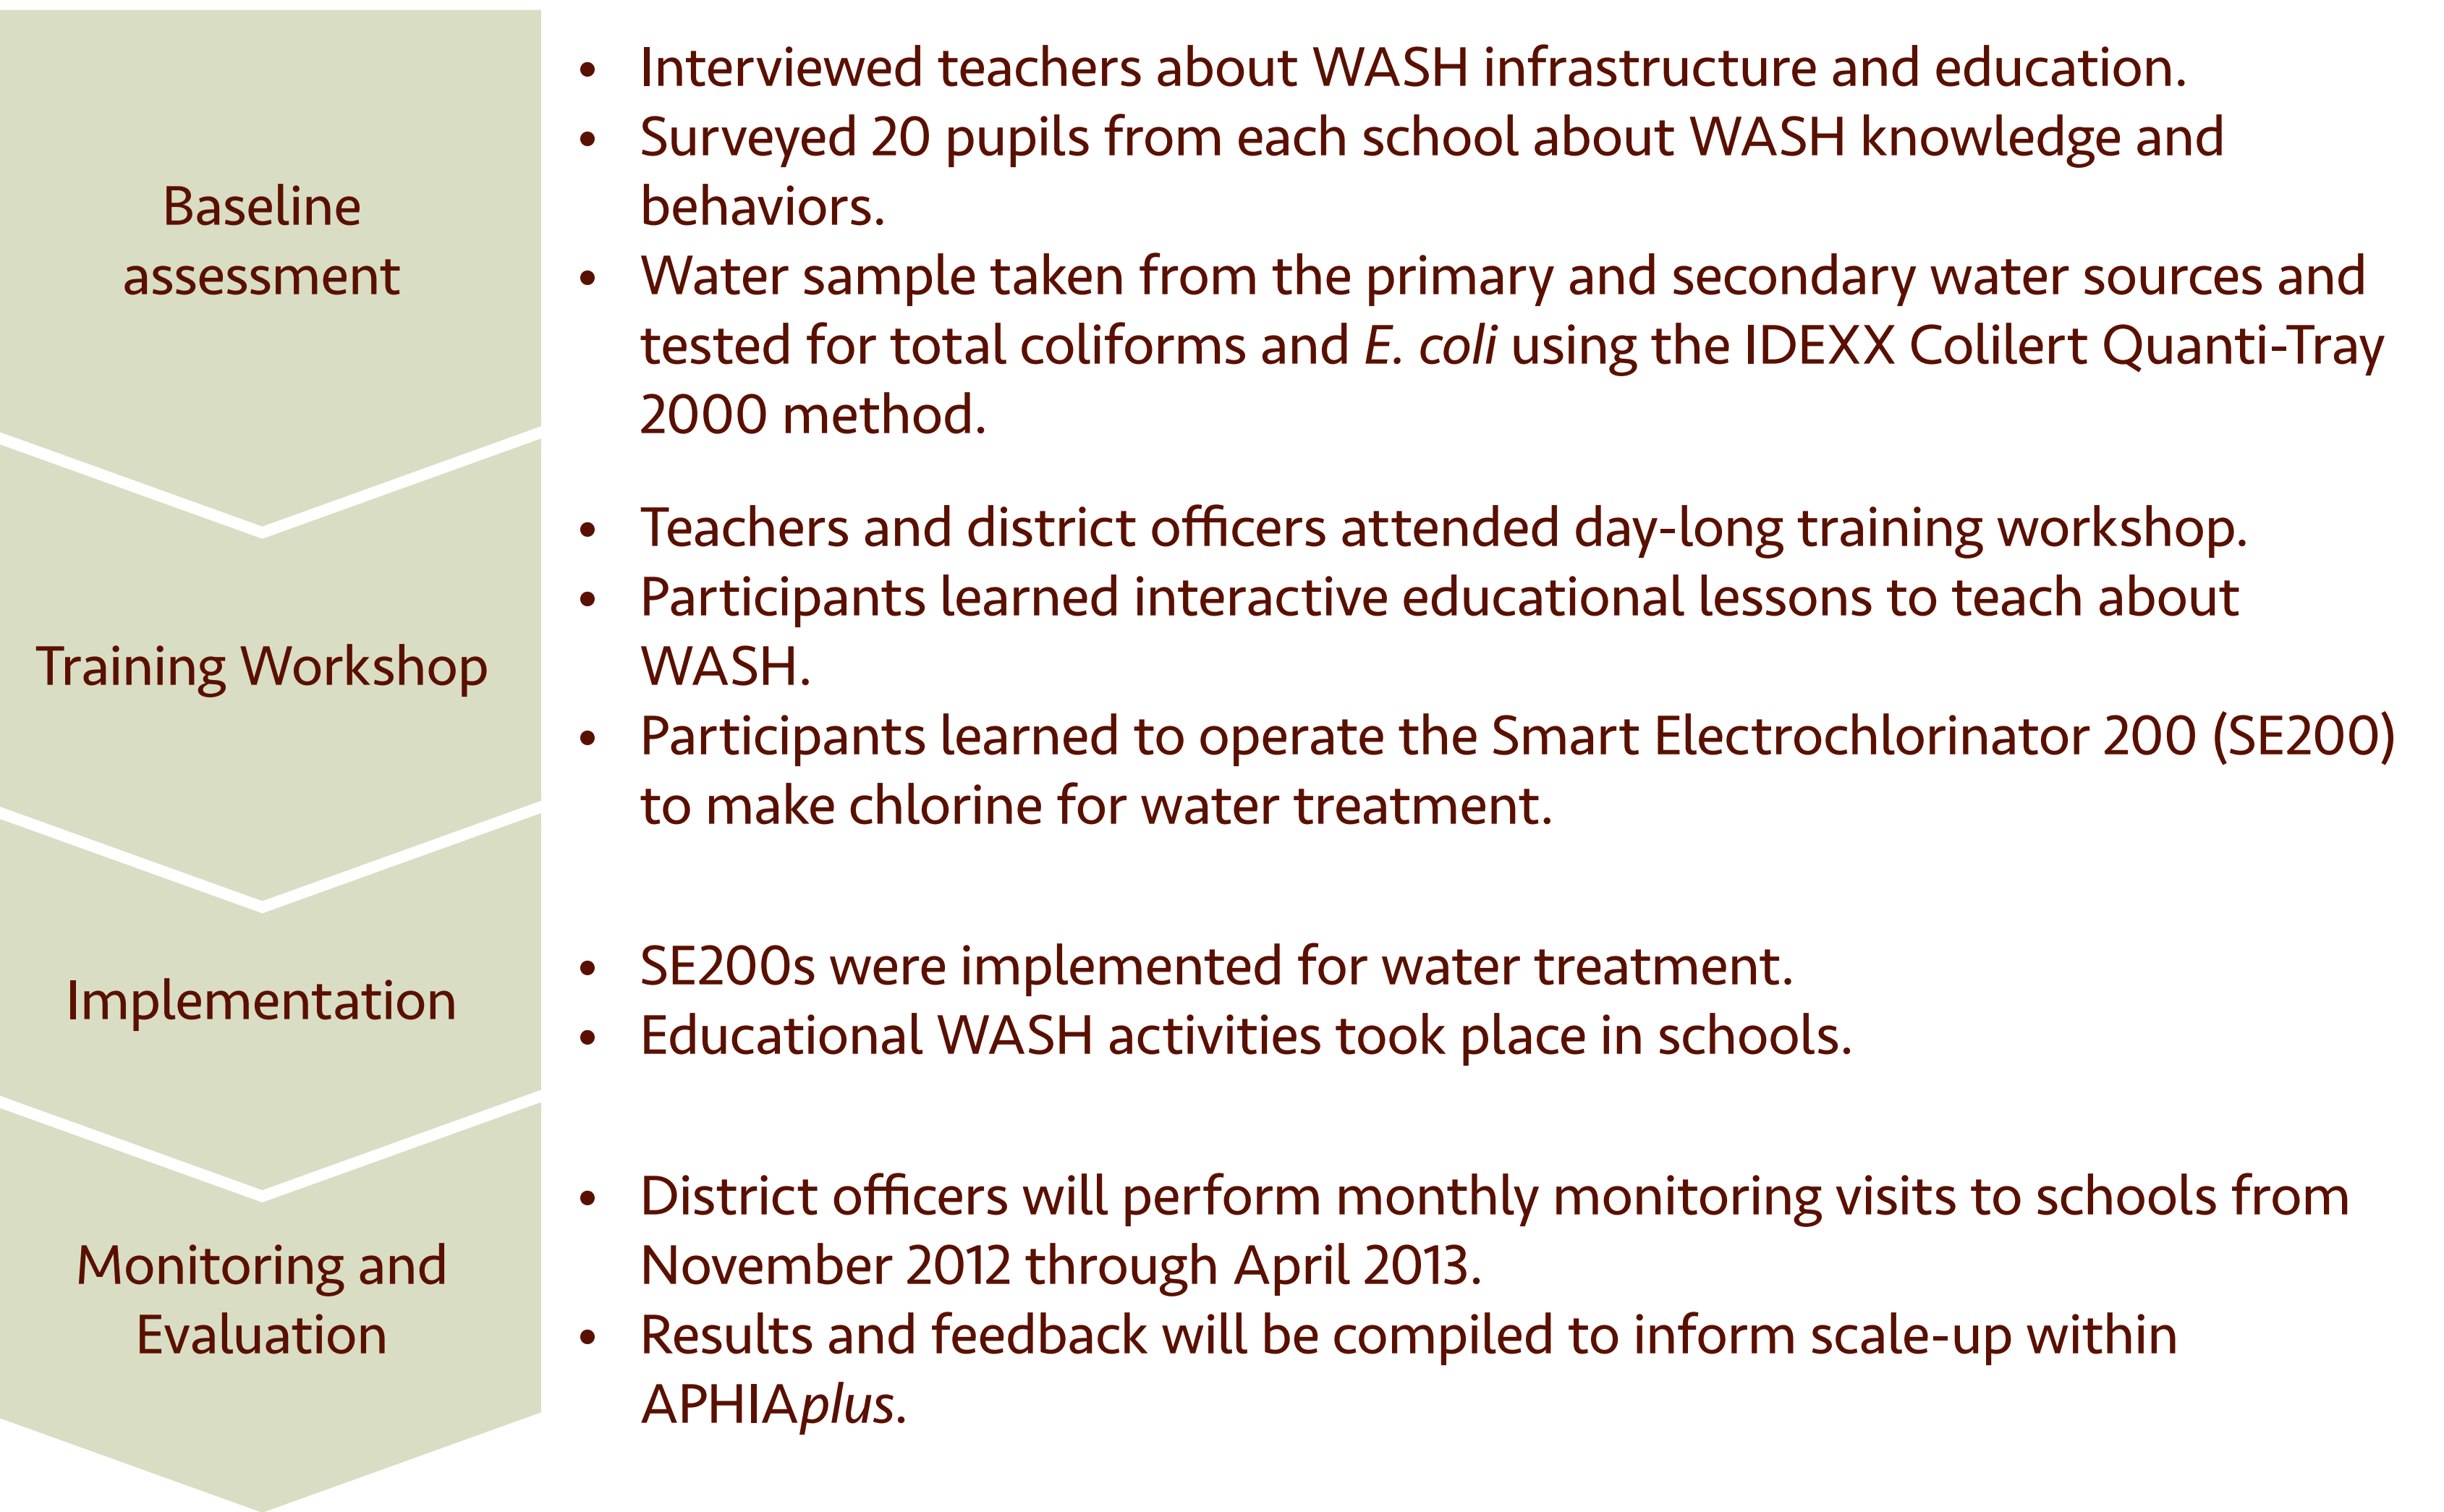 Baseline
assessment
• Interviewed teachers about WASH infrastructure and education.
• Surveyed 20 pupils from each school about WASH knowledge and
behaviors.
• Water sample taken from the primary and secondary water sources and
tested for total coliforms and E. coli using the IDEXX Colilert Quanti-Tray
2000 method.
Training Workshop
• Teachers and district officers attended day-long training workshop.
• Participants learned interactive educational lessons to teach about
WASH.
• Participants learned to operate the Smart Electrochlorinator 200 (SE200)
to make chlorine for water treatment.
Implementation
• SE200s were implemented for water treatment.
• Educational WASH activities took place in schools.
Monitoring and
Evaluation
• District officers will perform monthly monitoring visits to schools from
November 2012 through April 2013.
• Results and feedback will be compiled to inform scale-up within
APHIAplus.